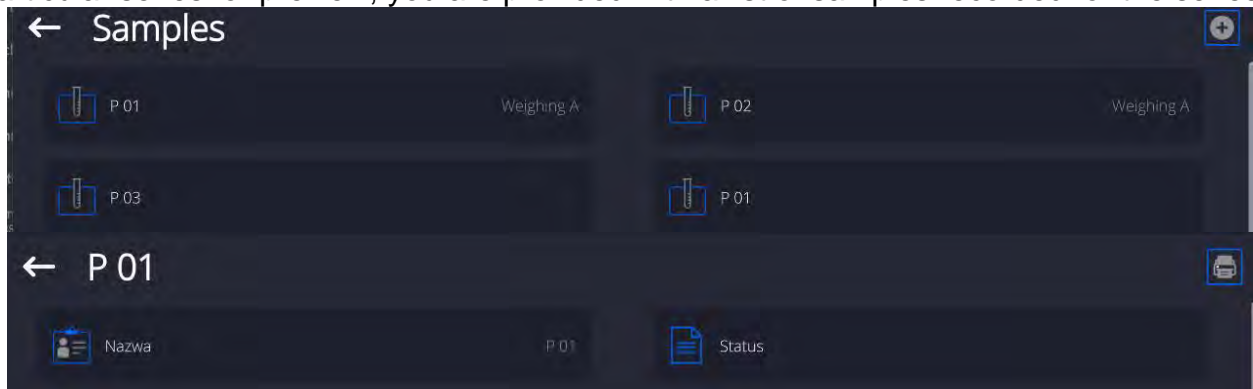 ← Samples
P 01 Weighing A P 02 Weighing A
P 03 P 01
← P 01
Nazwa P 01 Status